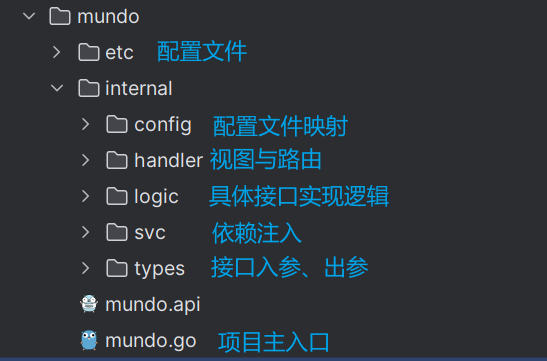 mundo
etc 配置文件
internal
config 配置文件映射
handler 视图与路由
logic 具体接口实现逻辑
svc 依赖注入
types 接口入参、出参
mundo.api
mundo.go 项目主入口